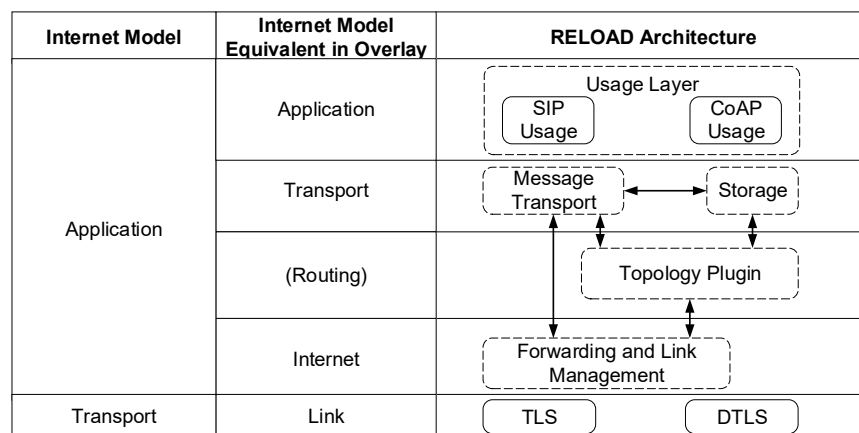 Internet Model
Internet Model
Equivalent in Overlay
RELOAD Architecture
Application
Application
Usage Layer
SIP
Usage
CoAP
Usage
Transport
Message
Transport
Storage
(Routing)
Topology Plugin
Internet
Forwarding and Link
Management
Transport
Link
TLS
DTLS